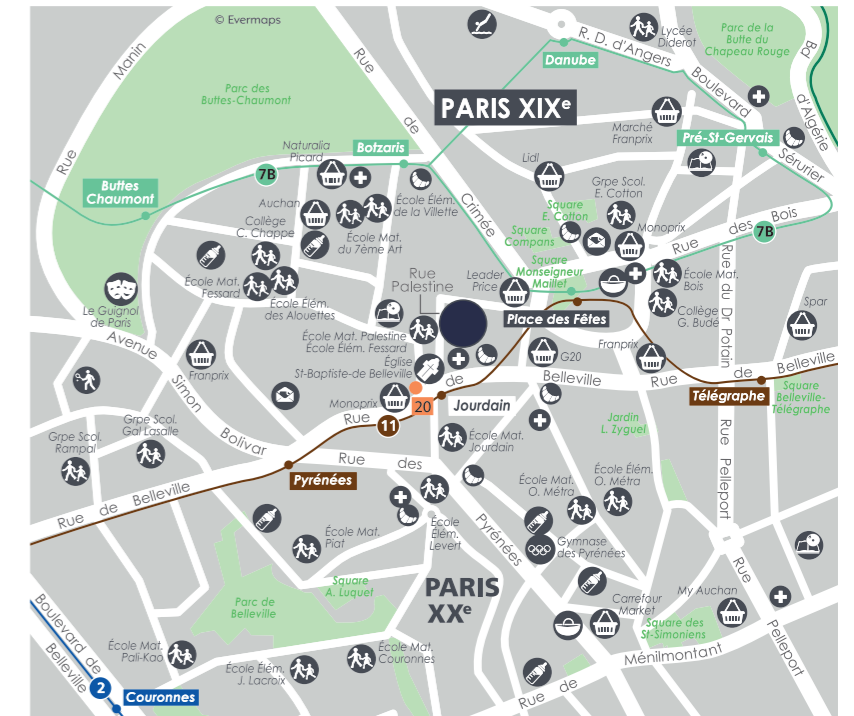 © Evermaps
Manin
Rue
Parc des
Buttes-Chaumont
Rue
de
Crimée
R. D. d'Angers
Danube
Lycée
Diderot
Parc de la
Butte du
Chapeau Rouge
Bd
d'Algérie
Boulevard
Sérurier
PARIS XIXᵉ
Marché
Franprix
Pré-St-Gervais
Naturalia
Picard
Botzaris
7B
Buttes
Chaumont
Lidl
Grpe Scol.
E. Cotton
Square
E. Cotton
Auchan
École Élém.
de la Villette
Collège
C. Chappe
École Mat.
du 7ème Art
Square
Compans
Monoprix
Rue
des
Bois
7B
Square
Monseigneur
Maillet
École Mat.
Fessard
École Élém.
des Alouettes
Rue
Palestine
Leader
Price
École Mat.
Bois
Collège
G. Budé
Rue du Dr Potain
Le Guignol
de Paris
Place des Fêtes
Spar
Avenue
Simon
Bolivar
École Mat. Palestine
École Élém. Fessard
Église
St-Baptiste-de Belleville
Franprix
G20
Franprix
Rue
de
Belleville
Rue
de
Belleville
Monoprix
20
Jourdain
11
Télégraphe
Square
Belleville-
Télégraphe
Jardin
L. Zyguel
Grpe Scol.
Rampal
Grpe Scol.
Gal Lasalle
École Mat.
Jourdain
Rue des
Pyrénées
Pyrénées
Rue de Belleville
École Mat.
O. Métra
École Élém.
O. Métra
Rue Pelleport
École Mat.
Piat
École
Élém.
Levert
Gymnase
des Pyrénées
Rue
Pelleport
Square
A. Luquet
PARIS
XXᵉ
Parc de
Belleville
Carrefour
Market
My Auchan
Square des
St-Simoniens
Boulevard de
Belleville
École Mat.
Pali-Kao
École Élém.
J. Lacroix
École Mat.
Couronnes
Rue de Ménilmontant
2
Couronnes